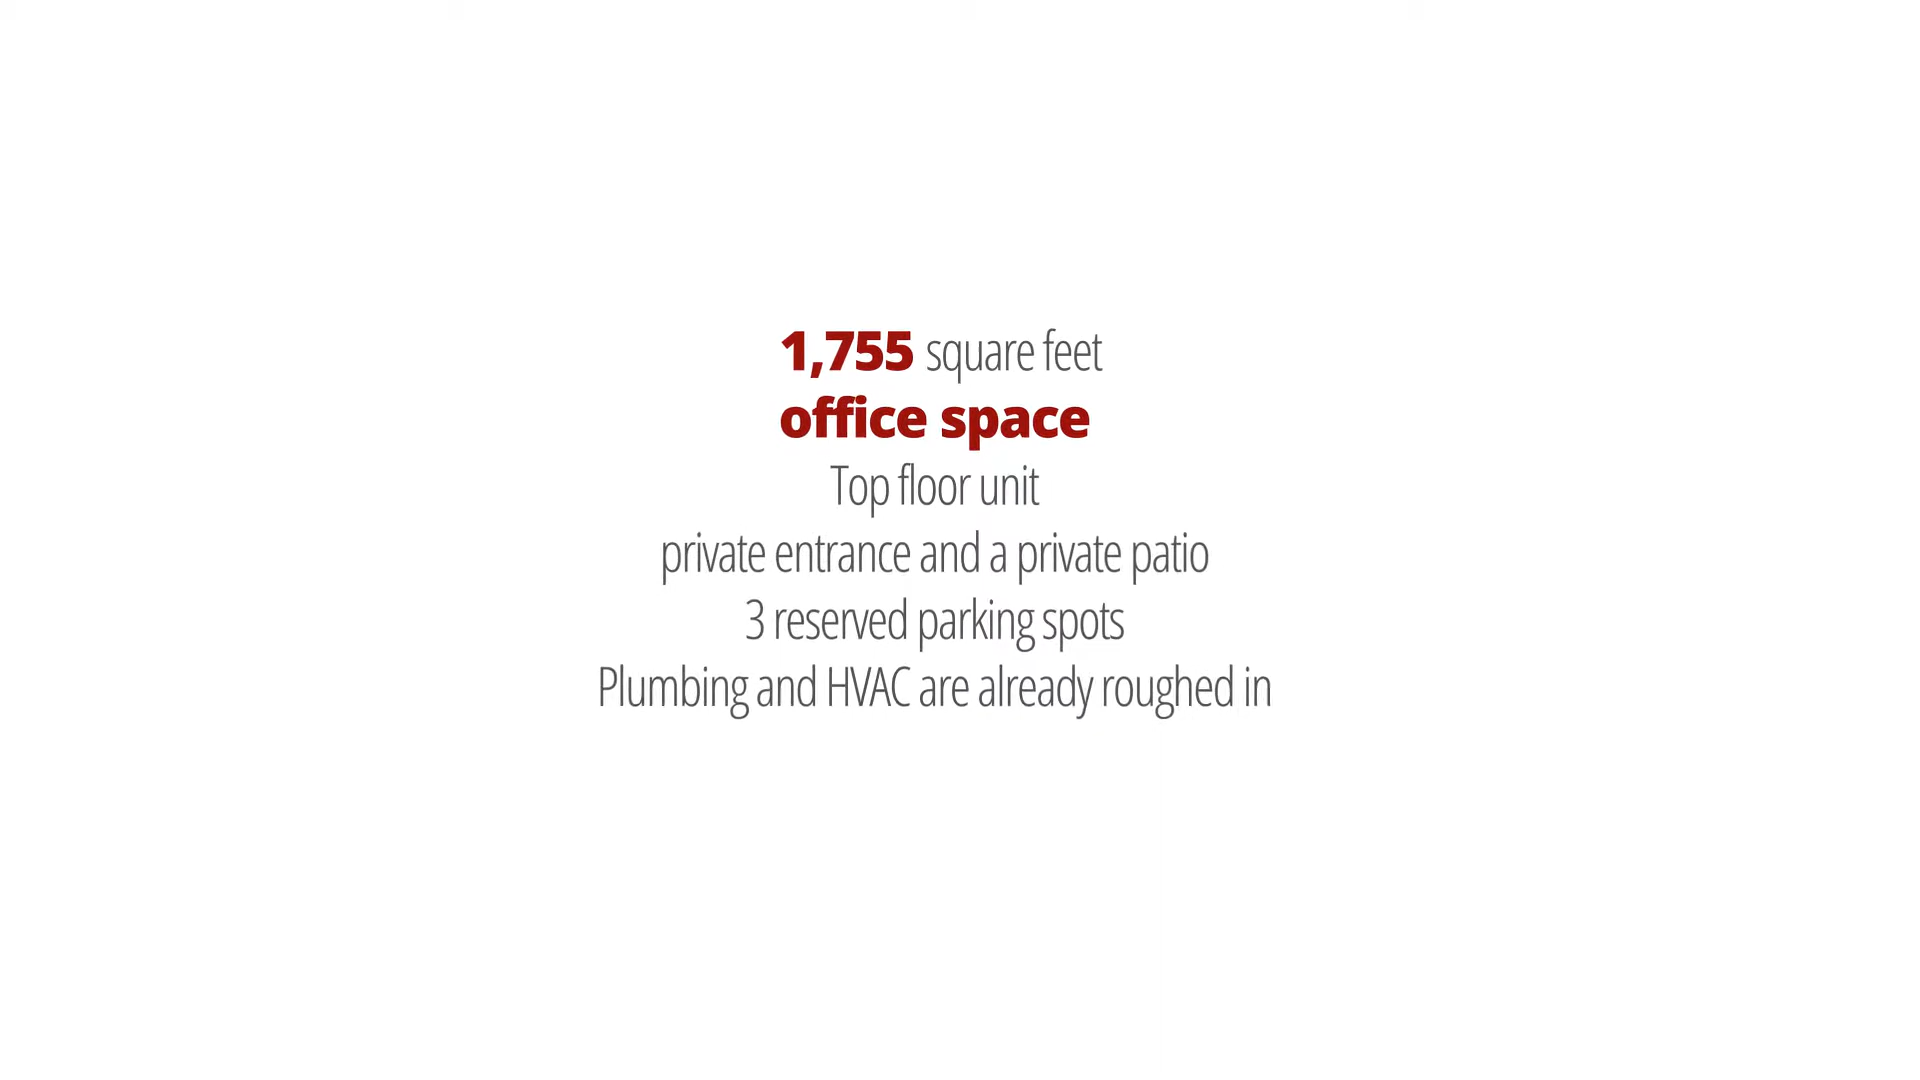 1,755 square feet
office space
Top floor unit
private entrance and a private patio
3 reserved parking spots
Plumbing and HVAC are already roughed in